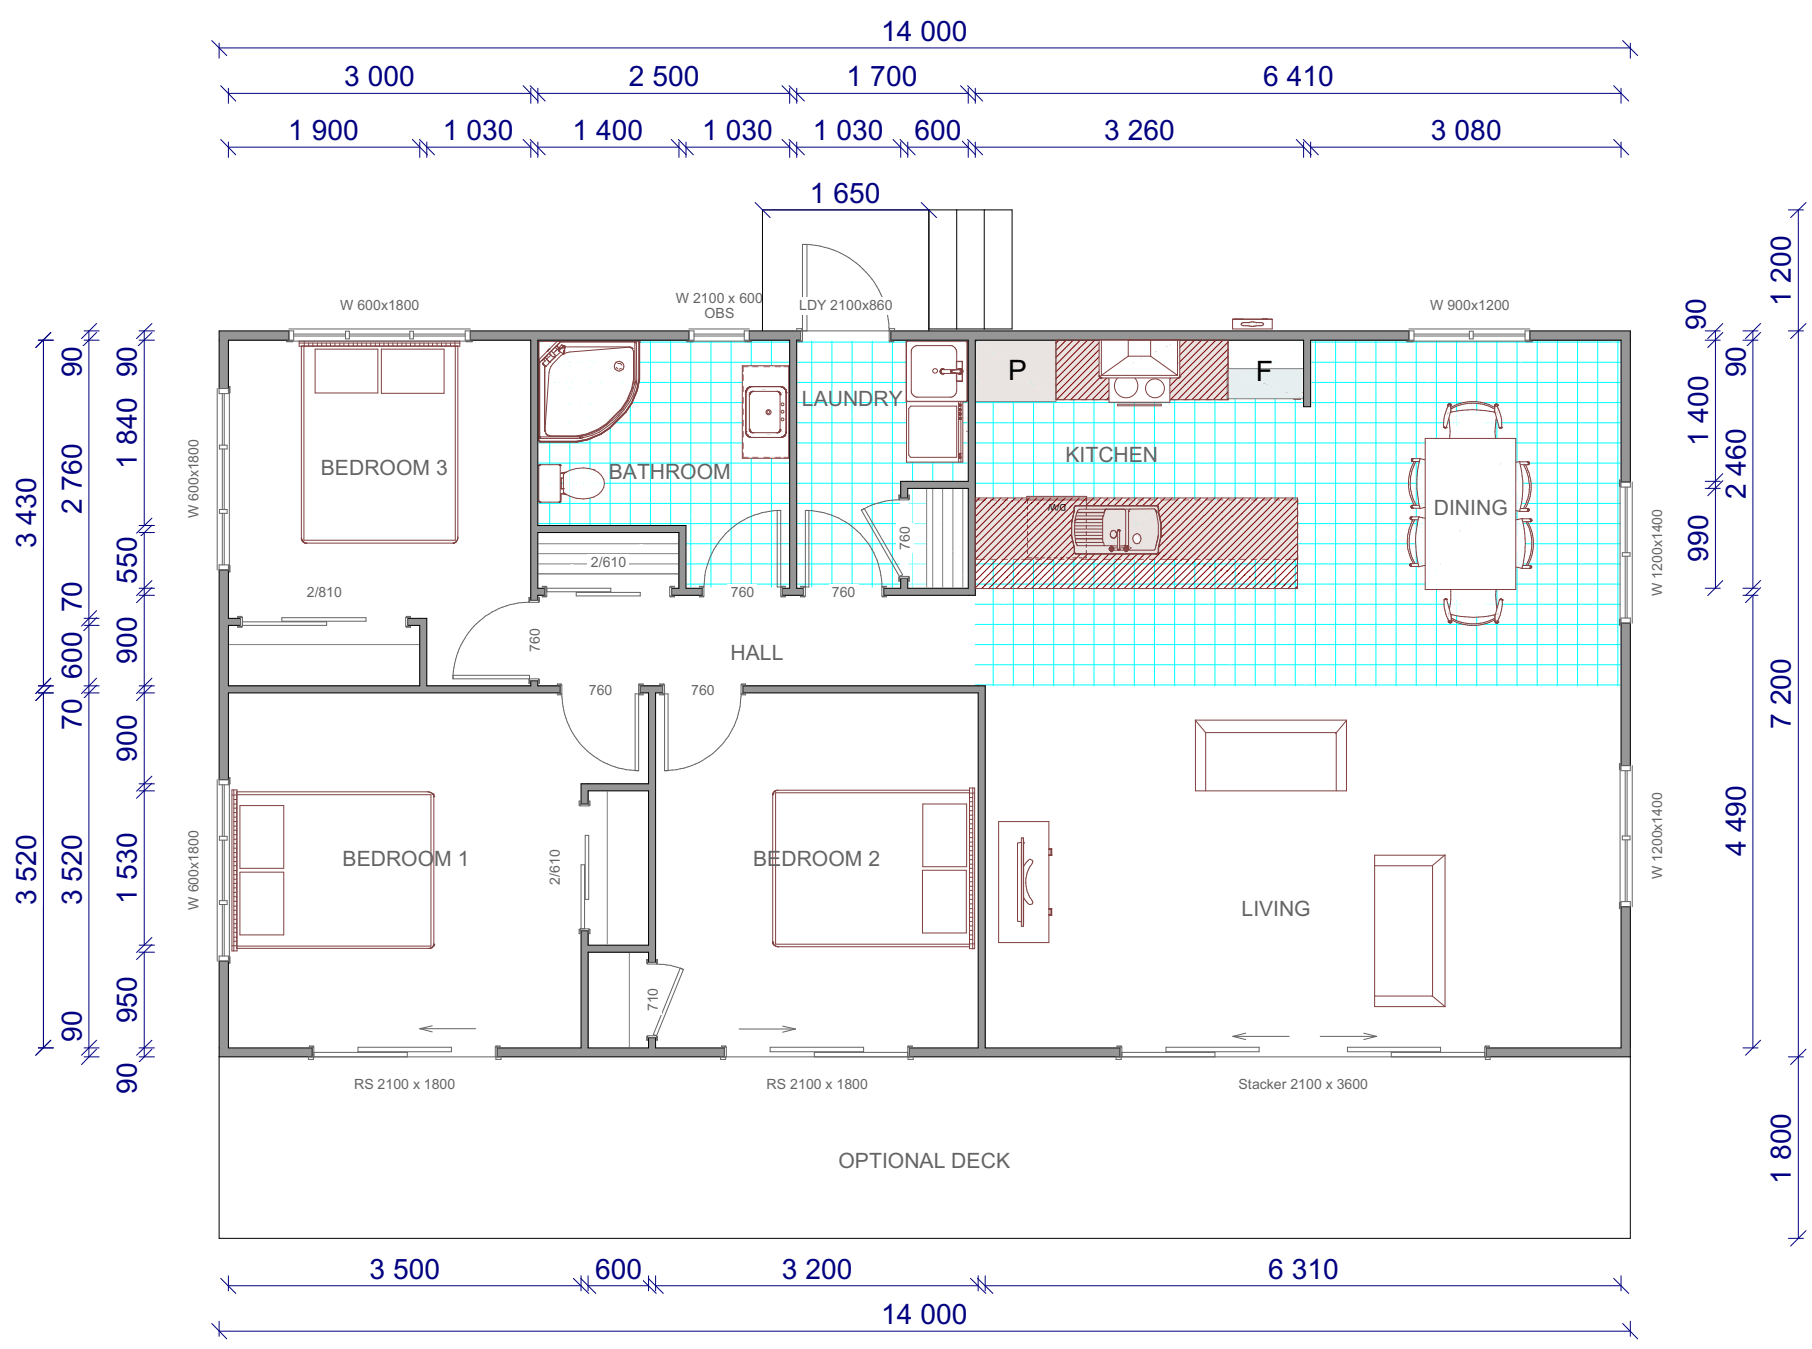 14 000
3 000 2 500 1 700 6 410
1 900 1 030 1 400 1 030 1 030 600 3 260 3 080
1 650
1 200
W 600x1800
W 2100 x 600
OBS
LDY 2100x860
W 900x1200
90
90 90 90
P
F
LAUNDRY
1 400
1 840
KITCHEN
2 460
BEDROOM 3
BATHROOM
2 760
W 600x1800
DINING
3 430
D/W
760
W 1200x1400
990
550
2/610
2/810
760
760
70
900
600
760
HALL
760
760
70
900
7 200
4 490
3 520
3 520
1 530
W 600x1800
BEDROOM 1
2/610
BEDROOM 2
W 1200x1400
LIVING
950
710
90
90
RS 2100 x 1800
RS 2100 x 1800
Stacker 2100 x 3600
1 800
OPTIONAL DECK
3 500 600 3 200 6 310
14 000